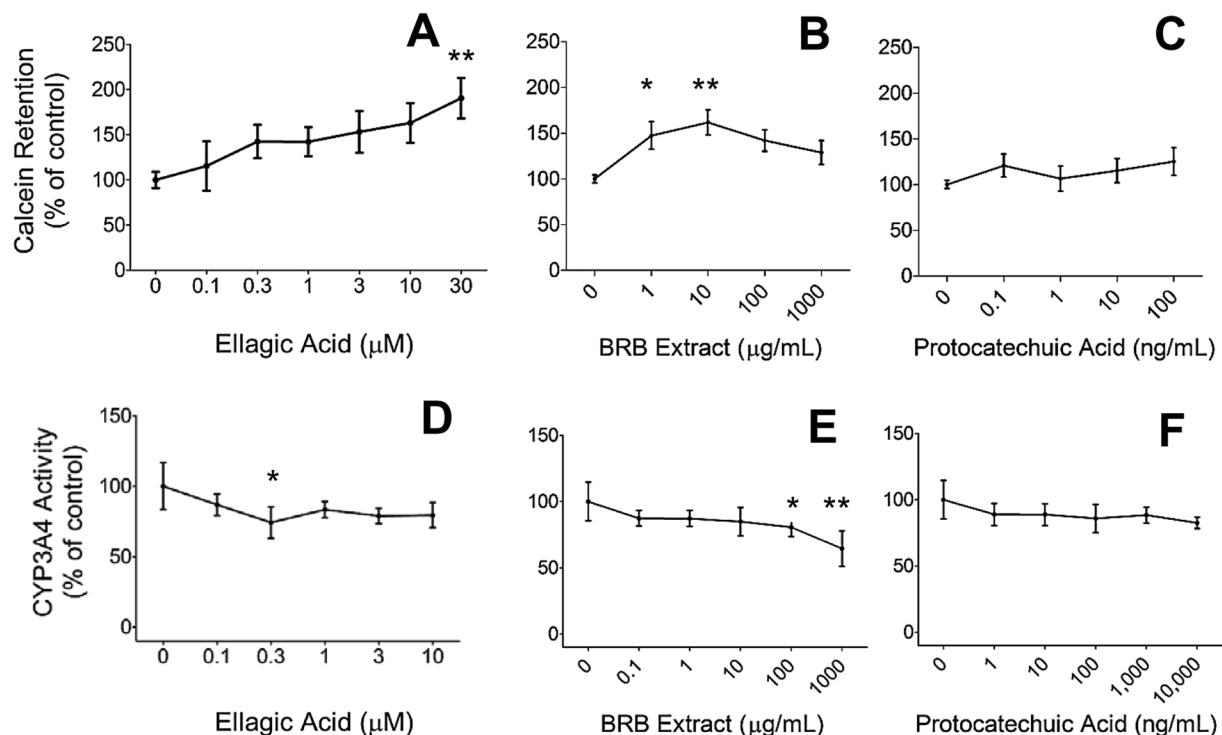 A
Calcein Retention
(% of control)
250
200
150
100
50
0
**
0 0.1 0.3 1 3 10 30
Ellagic Acid (μM)
B
250
200
150
100
50
0
* **
0 1 10 100 1000
BRB Extract (μg/mL)
C
250
200
150
100
50
0
0 0.1 1 10 100
Protocatechuic Acid (ng/mL)
D
CYP3A4 Activity
(% of control)
150
100
50
0
*
0 0.1 0.3 1 3 10
Ellagic Acid (μM)
E
150
100
50
0
* **
0 0.1 1 10 100 1000
BRB Extract (μg/mL)
F
150
100
50
0
0 1 10 100 1,000 10,000
Protocatechuic Acid (ng/mL)